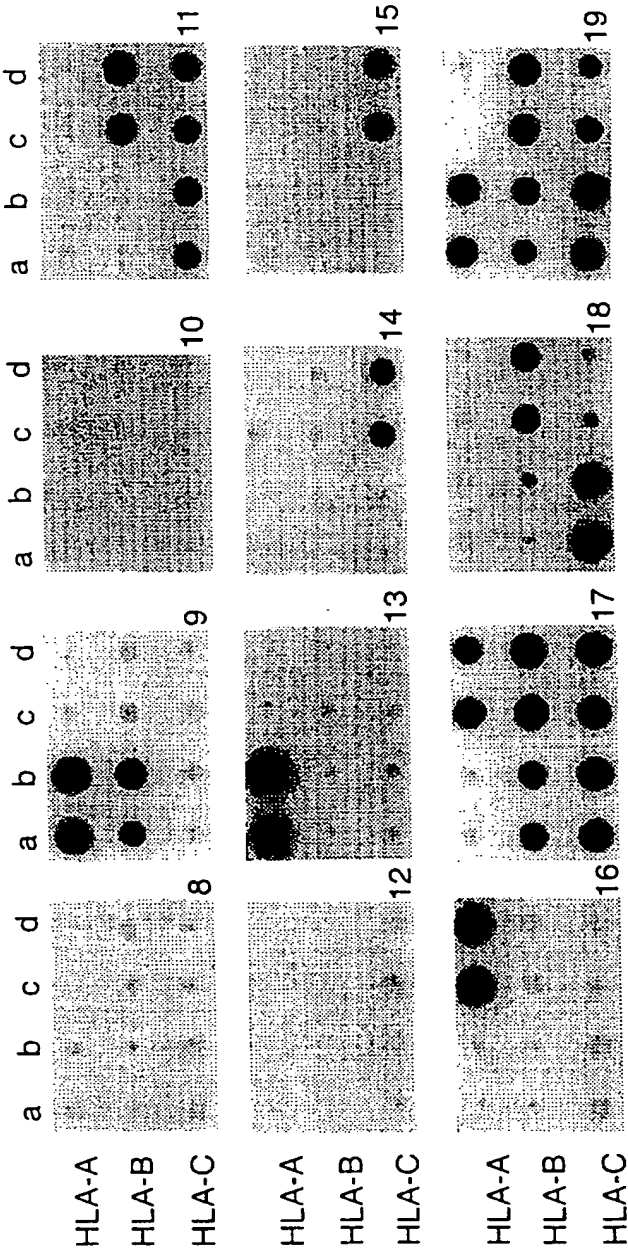 a b c d a b c d a b c d a b c d
HLA-A
HLA-B
HLA-C
8 9 10 11
HLA-A
HLA-B
HLA-C
12 13 14 15
HLA-A
HLA-B
HLA-C
16 17 18 19